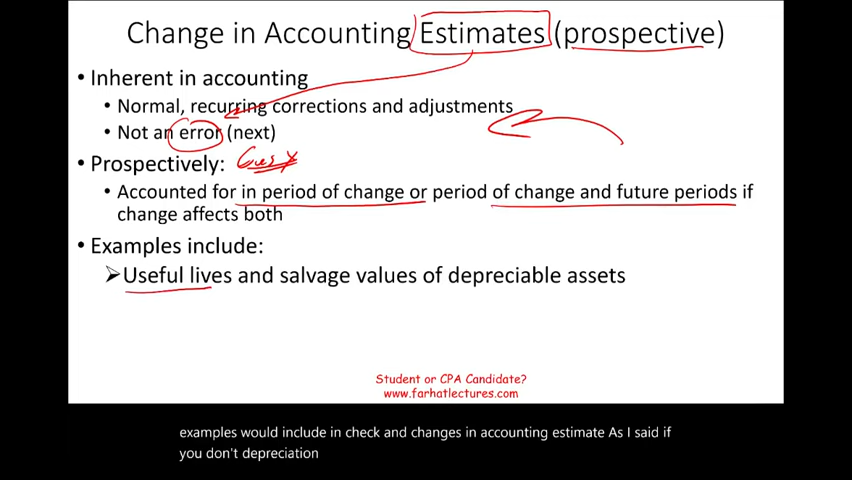 Change in Accounting Estimates (prospective)
• Inherent in accounting
• Normal, recurring corrections and adjustments
• Not an error (next)
• Prospectively:
• Accounted for in period of change or period of change and future periods if
change affects both
• Examples include:
➢Useful lives and salvage values of depreciable assets
Student or CPA Candidate?
www.farhatlectures.com
examples would include in check and changes in accounting estimate As I said if
you don't depreciation